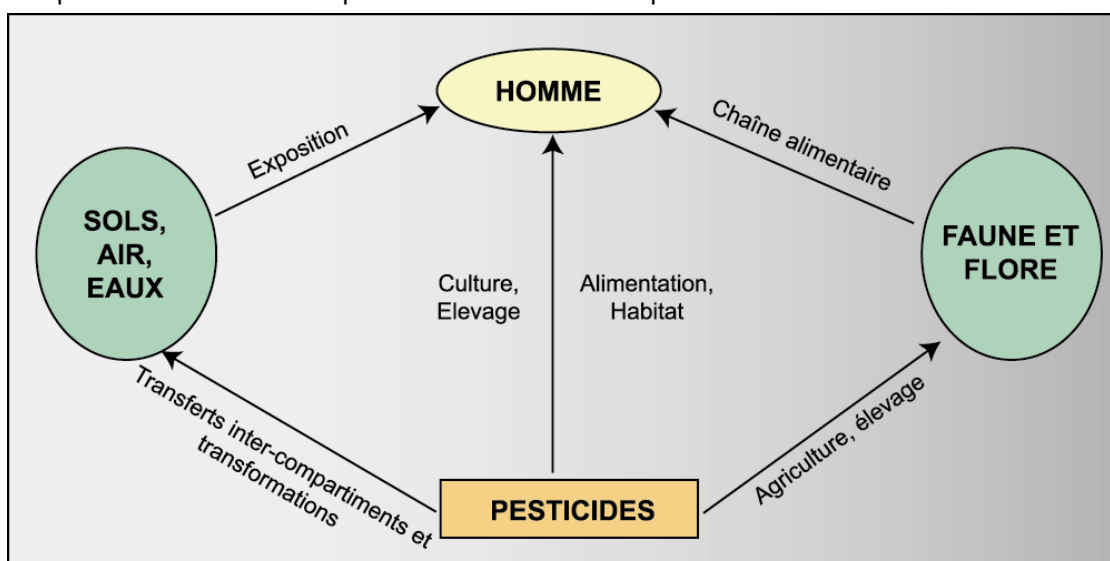 HOMME
Exposition
Chaîne alimentaire
SOLS,
AIR,
EAUX
FAUNE ET
FLORE
Culture,
Elevage
Alimentation,
Habitat
Transferts inter-compartiments et
transformations
Agriculture, élevage
PESTICIDES